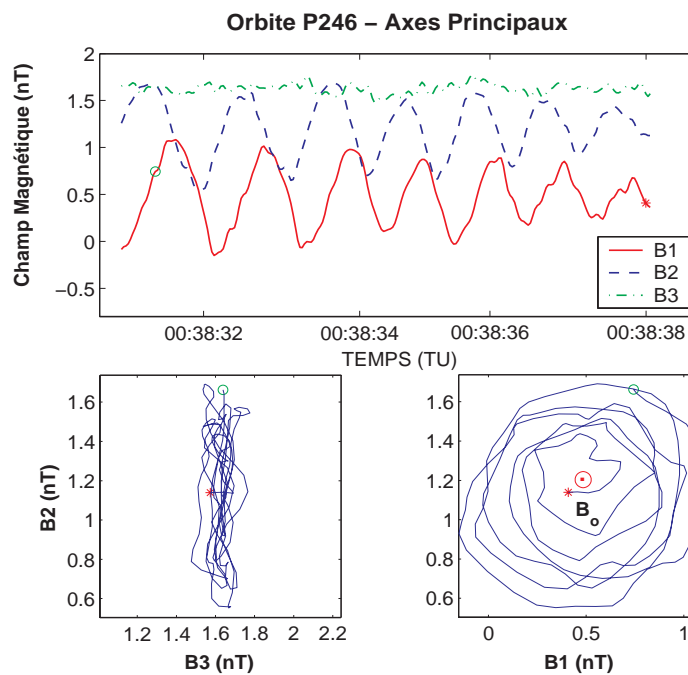 Orbite P246 – Axes Principaux
Champ Magnétique (nT)
2
1.5
1
0.5
0
−0.5
B1
B2
B3
00:38:32 00:38:34 00:38:36 00:38:38
TEMPS (TU)
B2 (nT)
1.6
1.4
1.2
1
0.8
0.6
1.2 1.4 1.6 1.8 2 2.2
B3 (nT)
1.6
1.4
1.2
1
0.8
0.6
Bo
0 0.5 1
B1 (nT)